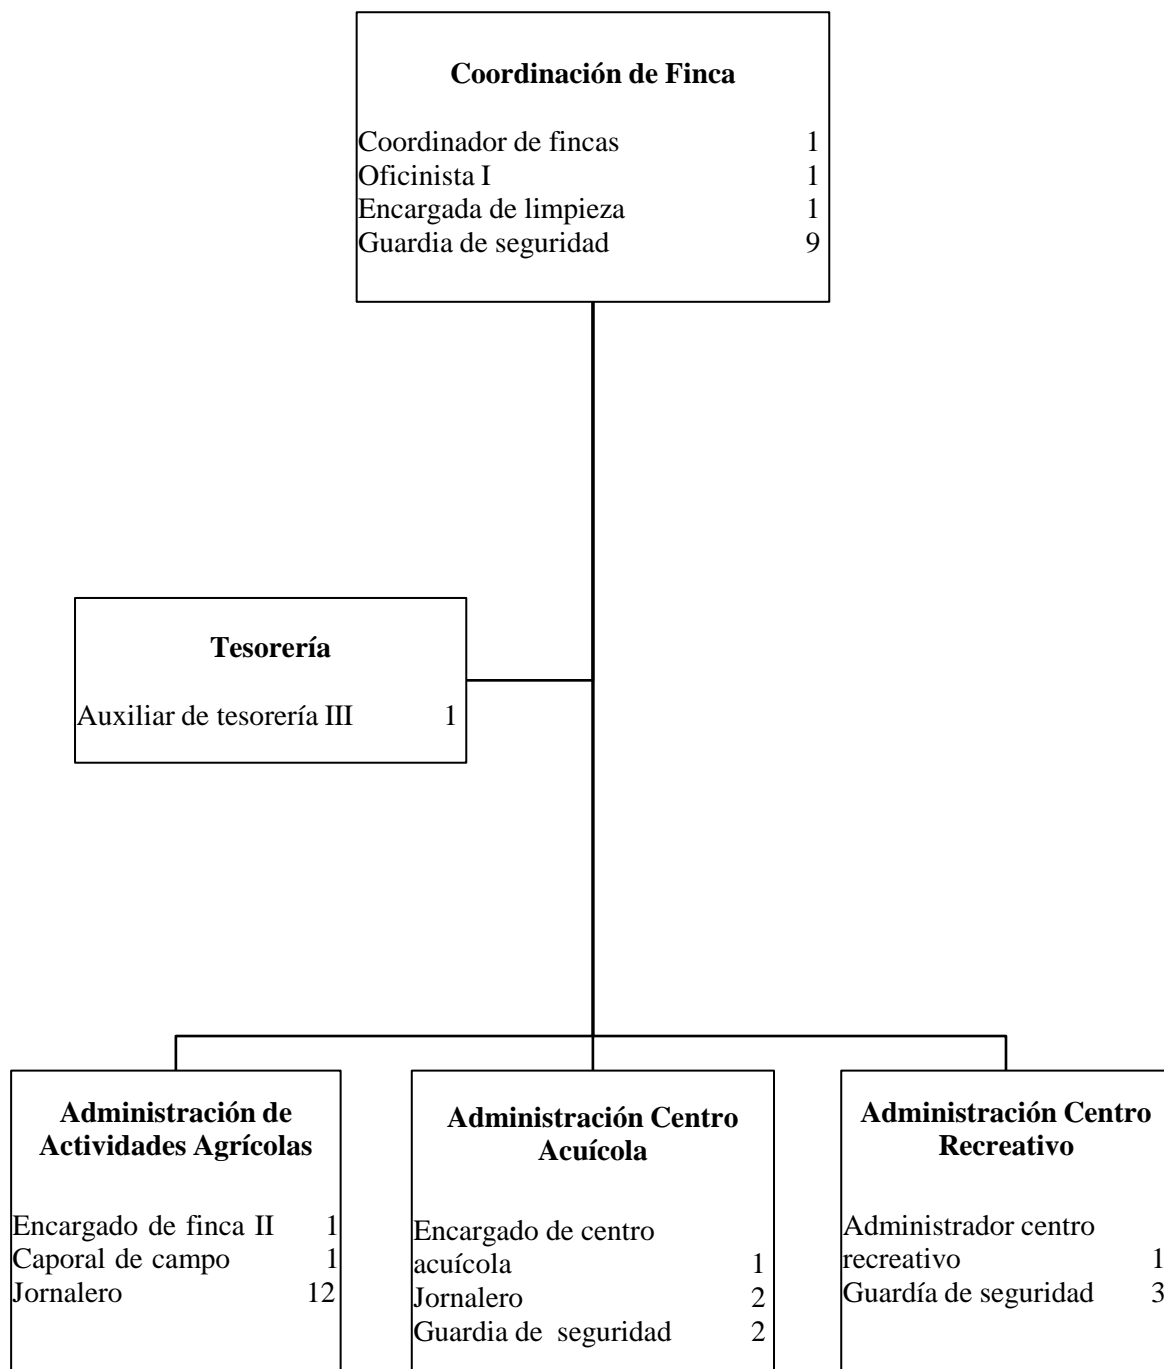 Coordinación de Finca
Coordinador de fincas 1
Oficinista I 1
Encargada de limpieza 1
Guardia de seguridad 9
Tesorería
Auxiliar de tesorería III 1
Administración de
Actividades Agrícolas
Encargado de finca II 1
Caporal de campo 1
Jornalero 12
Administración Centro
Acuícola
Encargado de centro
acuícola 1
Jornalero 2
Guardia de seguridad 2
Administración Centro
Recreativo
Administrador centro
recreativo 1
Guardía de seguridad 3